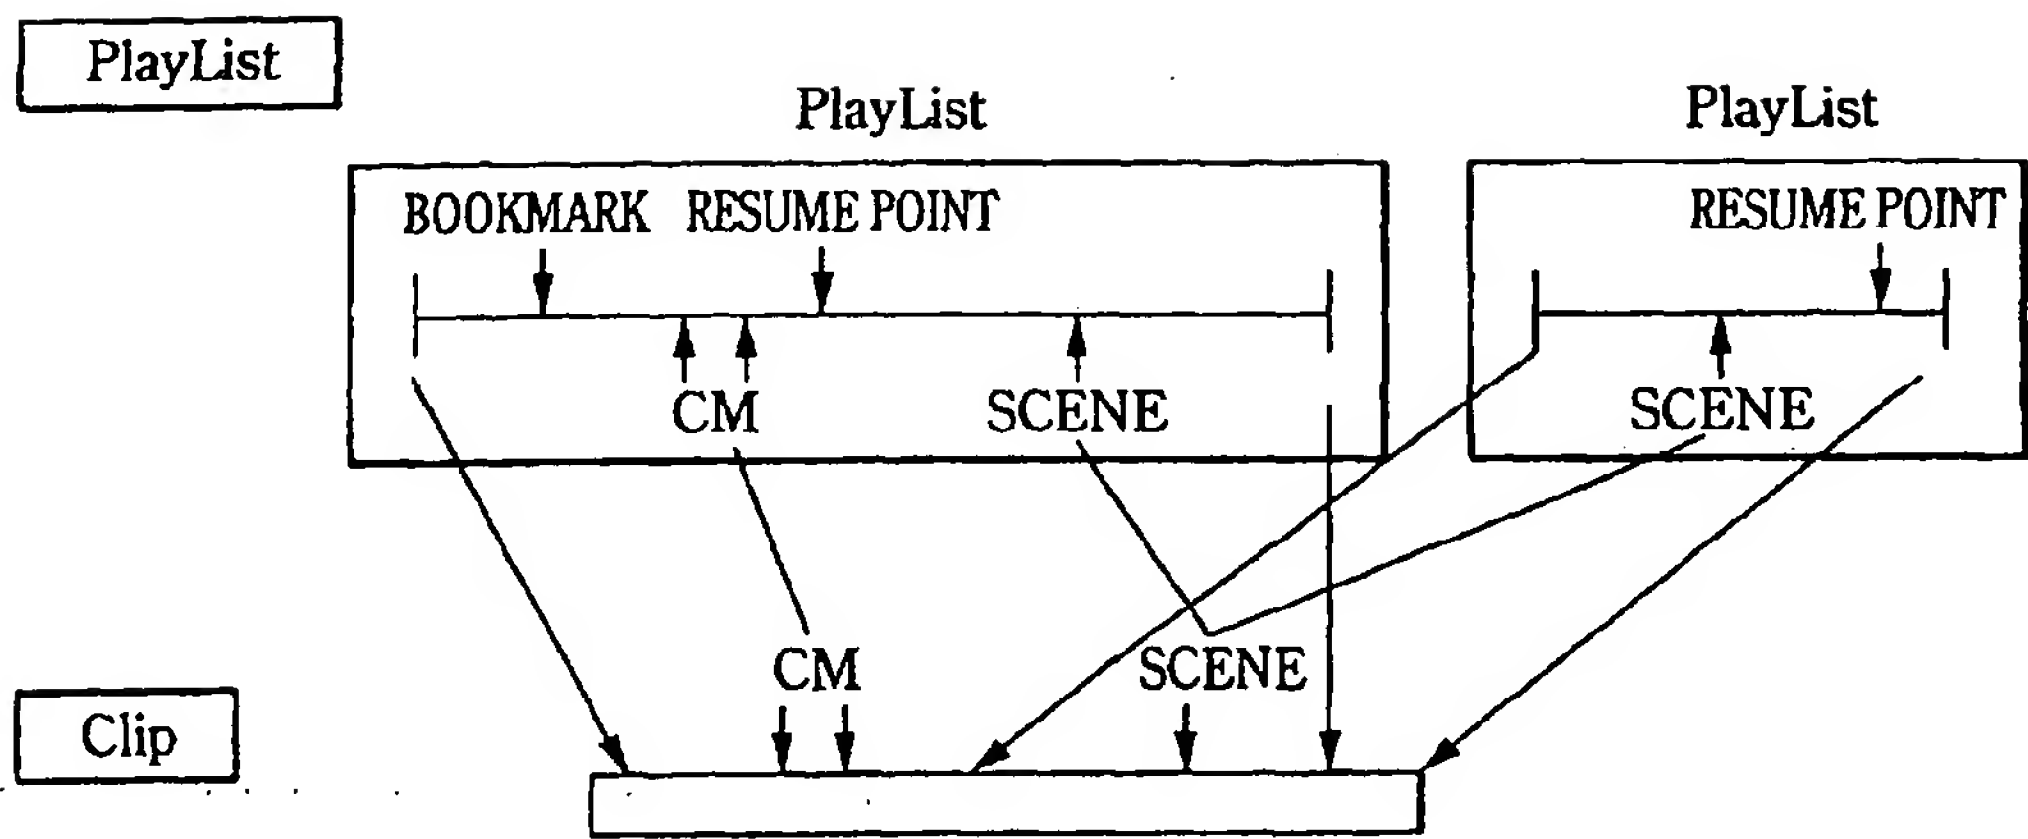 PlayList
PlayList
PlayList
BOOKMARK RESUME POINT
RESUME POINT
CM
SCENE
SCENE
CM
SCENE
Clip